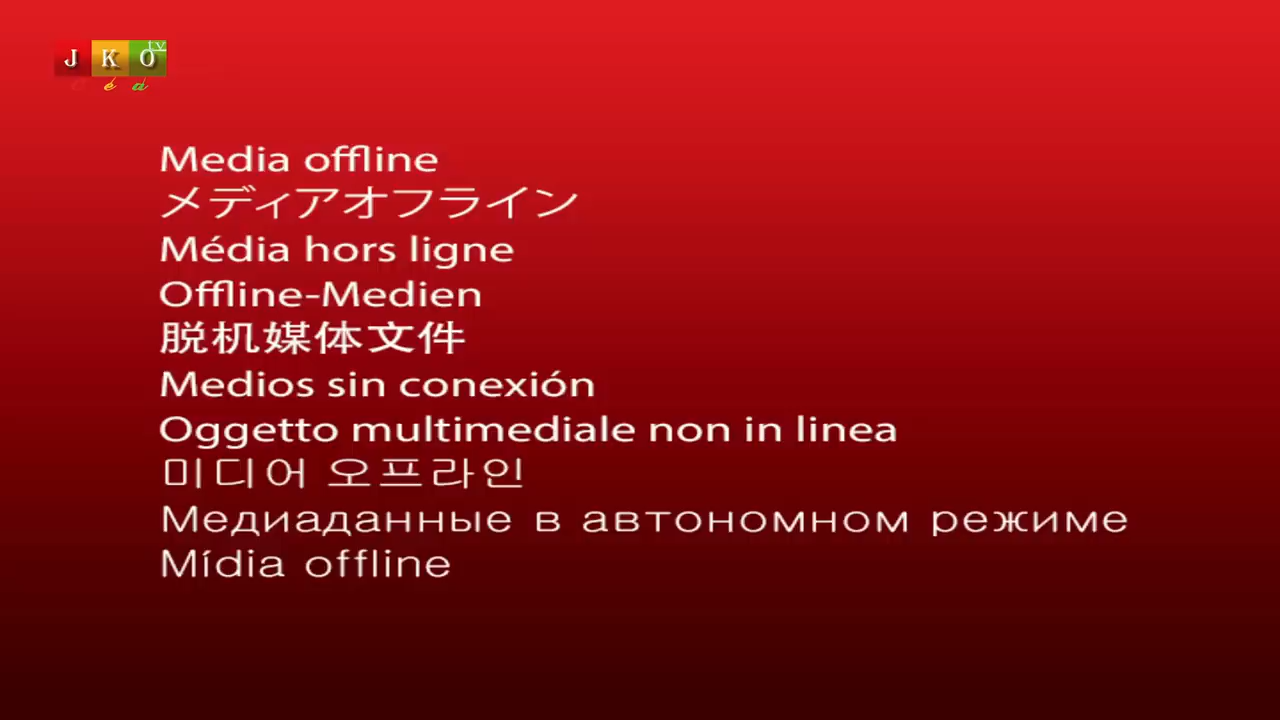 J K O tv
c é d
Media offline
メディアオフライン
Média hors ligne
Offline-Medien
脱机媒体文件
Medios sin conexión
Oggetto multimediale non in linea
미디어 오프라인
Медиаданные в автономном режиме
Mídia offline